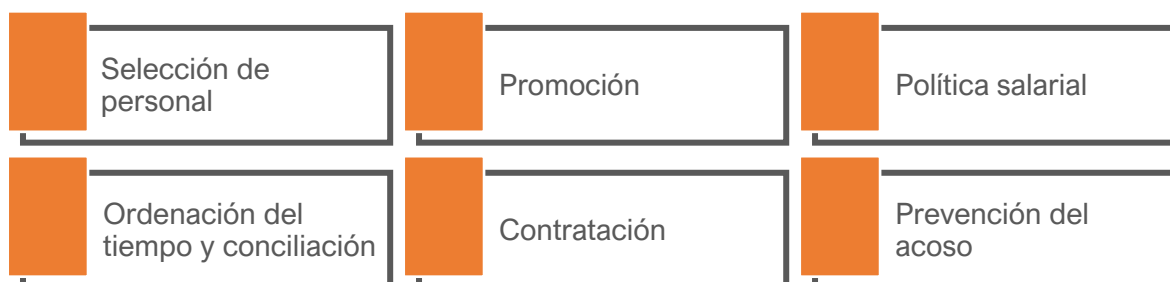 Selección de
personal
Promoción
Política salarial
Ordenación del
tiempo y conciliación
Contratación
Prevención del
acoso